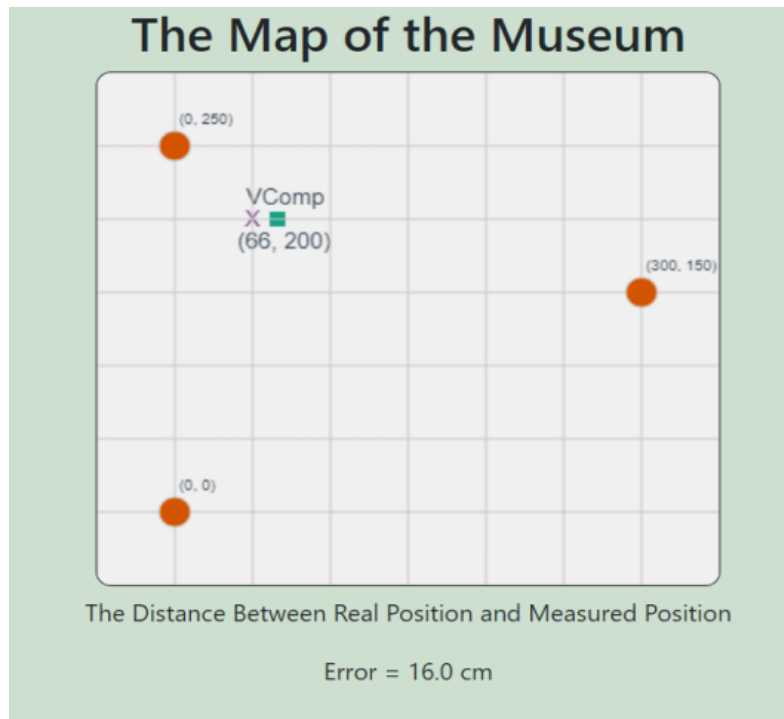 The Map of the Museum
(0, 250)
VComp
X
(66, 200)
(300, 150)
(0, 0)
The Distance Between Real Position and Measured Position
Error = 16.0 cm